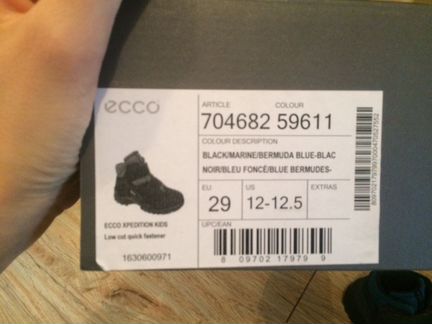 ecco
ARTICLE COLOUR
704682 59611
COLOUR DESCRIPTION
BLACK/MARINE/BERMUDA BLUE-BLAC
NOIR/BLEU FONCÉ/BLUE BERMUDES-
EU US EXTRAS
29 12-12.5
UPC/EAN
8 09702 17979 9
ECCO XPEDITION KIDS
Low cut quick fastener
1630600971